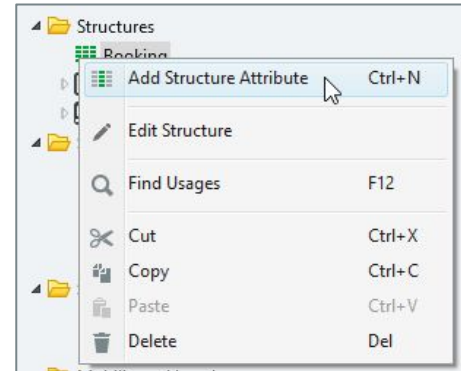 Structures
Booking
Add Structure Attribute Ctrl+N
Edit Structure
Find Usages F12
Cut Ctrl+X
Copy Ctrl+C
Paste Ctrl+V
Delete Del